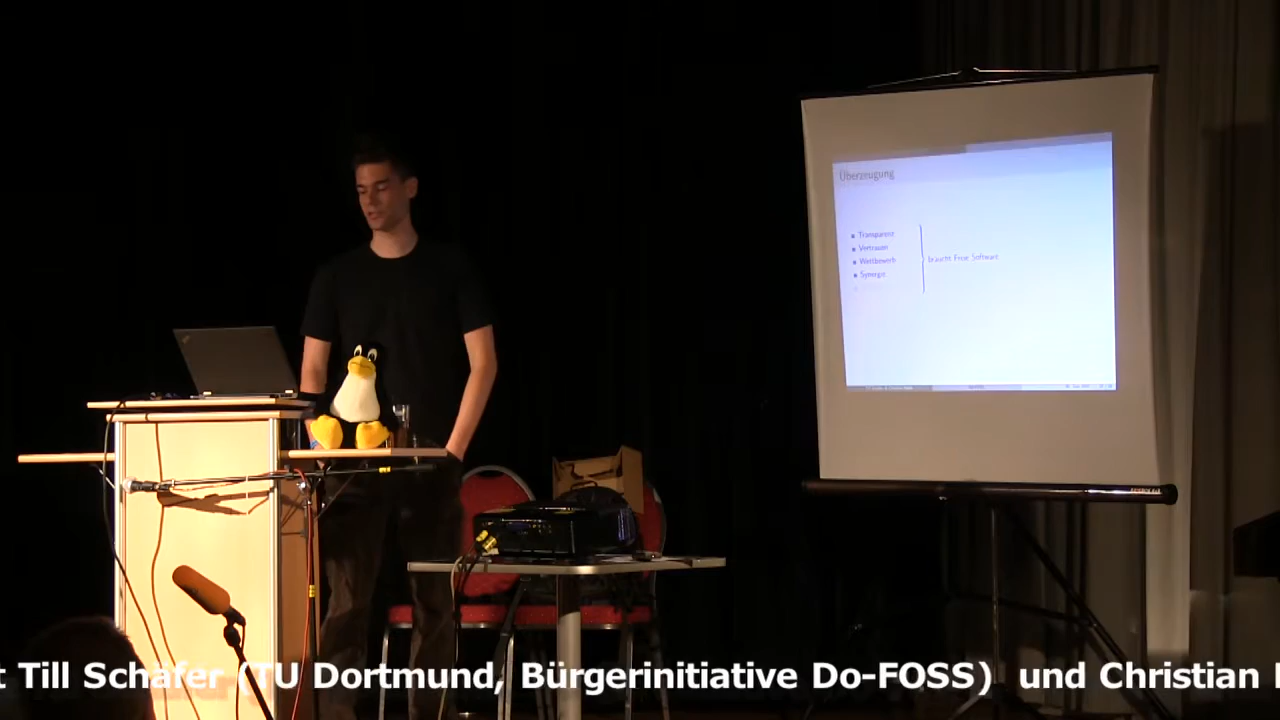 Überzeugung
Transparenz
Vertrauen
Wettbewerb
Synergie
braucht Freie Software
t Till Schäfer (TU Dortmund, Bürgerinitiative Do-FOSS) und Christian